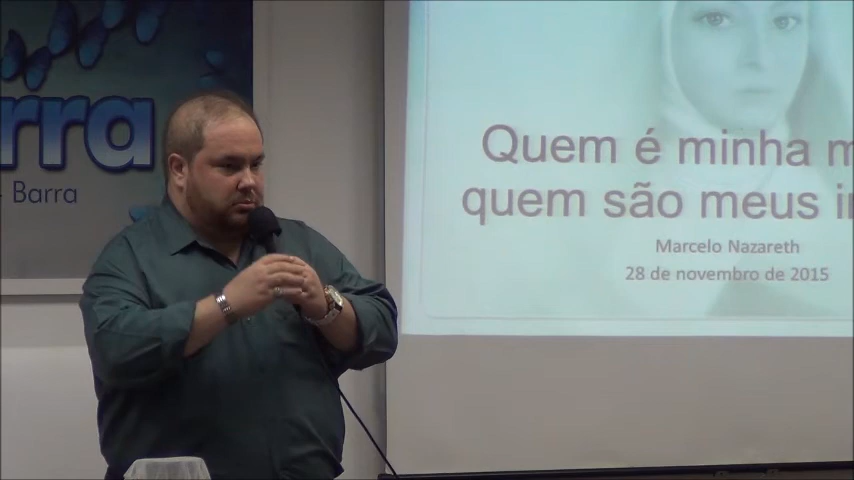 rra
- Barra
Quem é minha m
quem são meus i
Marcelo Nazareth
28 de novembro de 2015